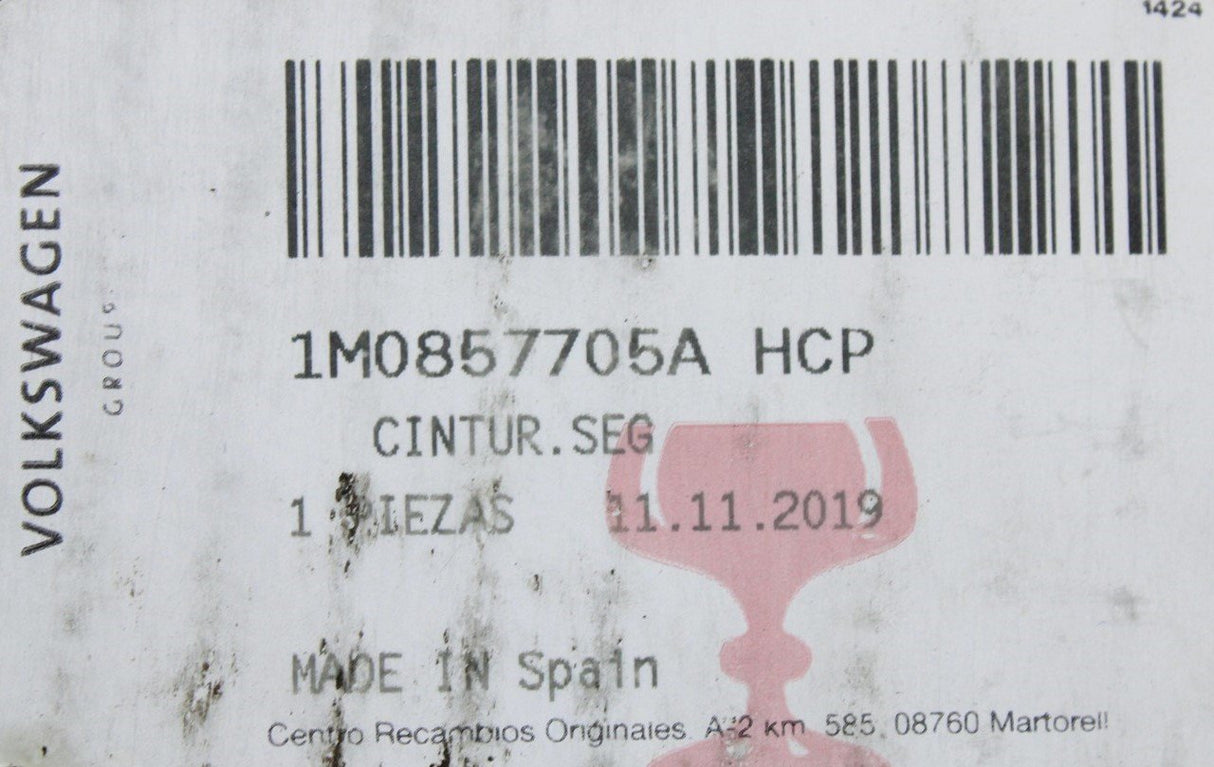 1424
VOLKSWAGEN
GROUP
1M0857705A HCP
CINTUR.SEG
1 PIEZAS 11.11.2019
MADE IN Spain
Centro Recambios Originales. A-2 km. 585, 08760 Martorell